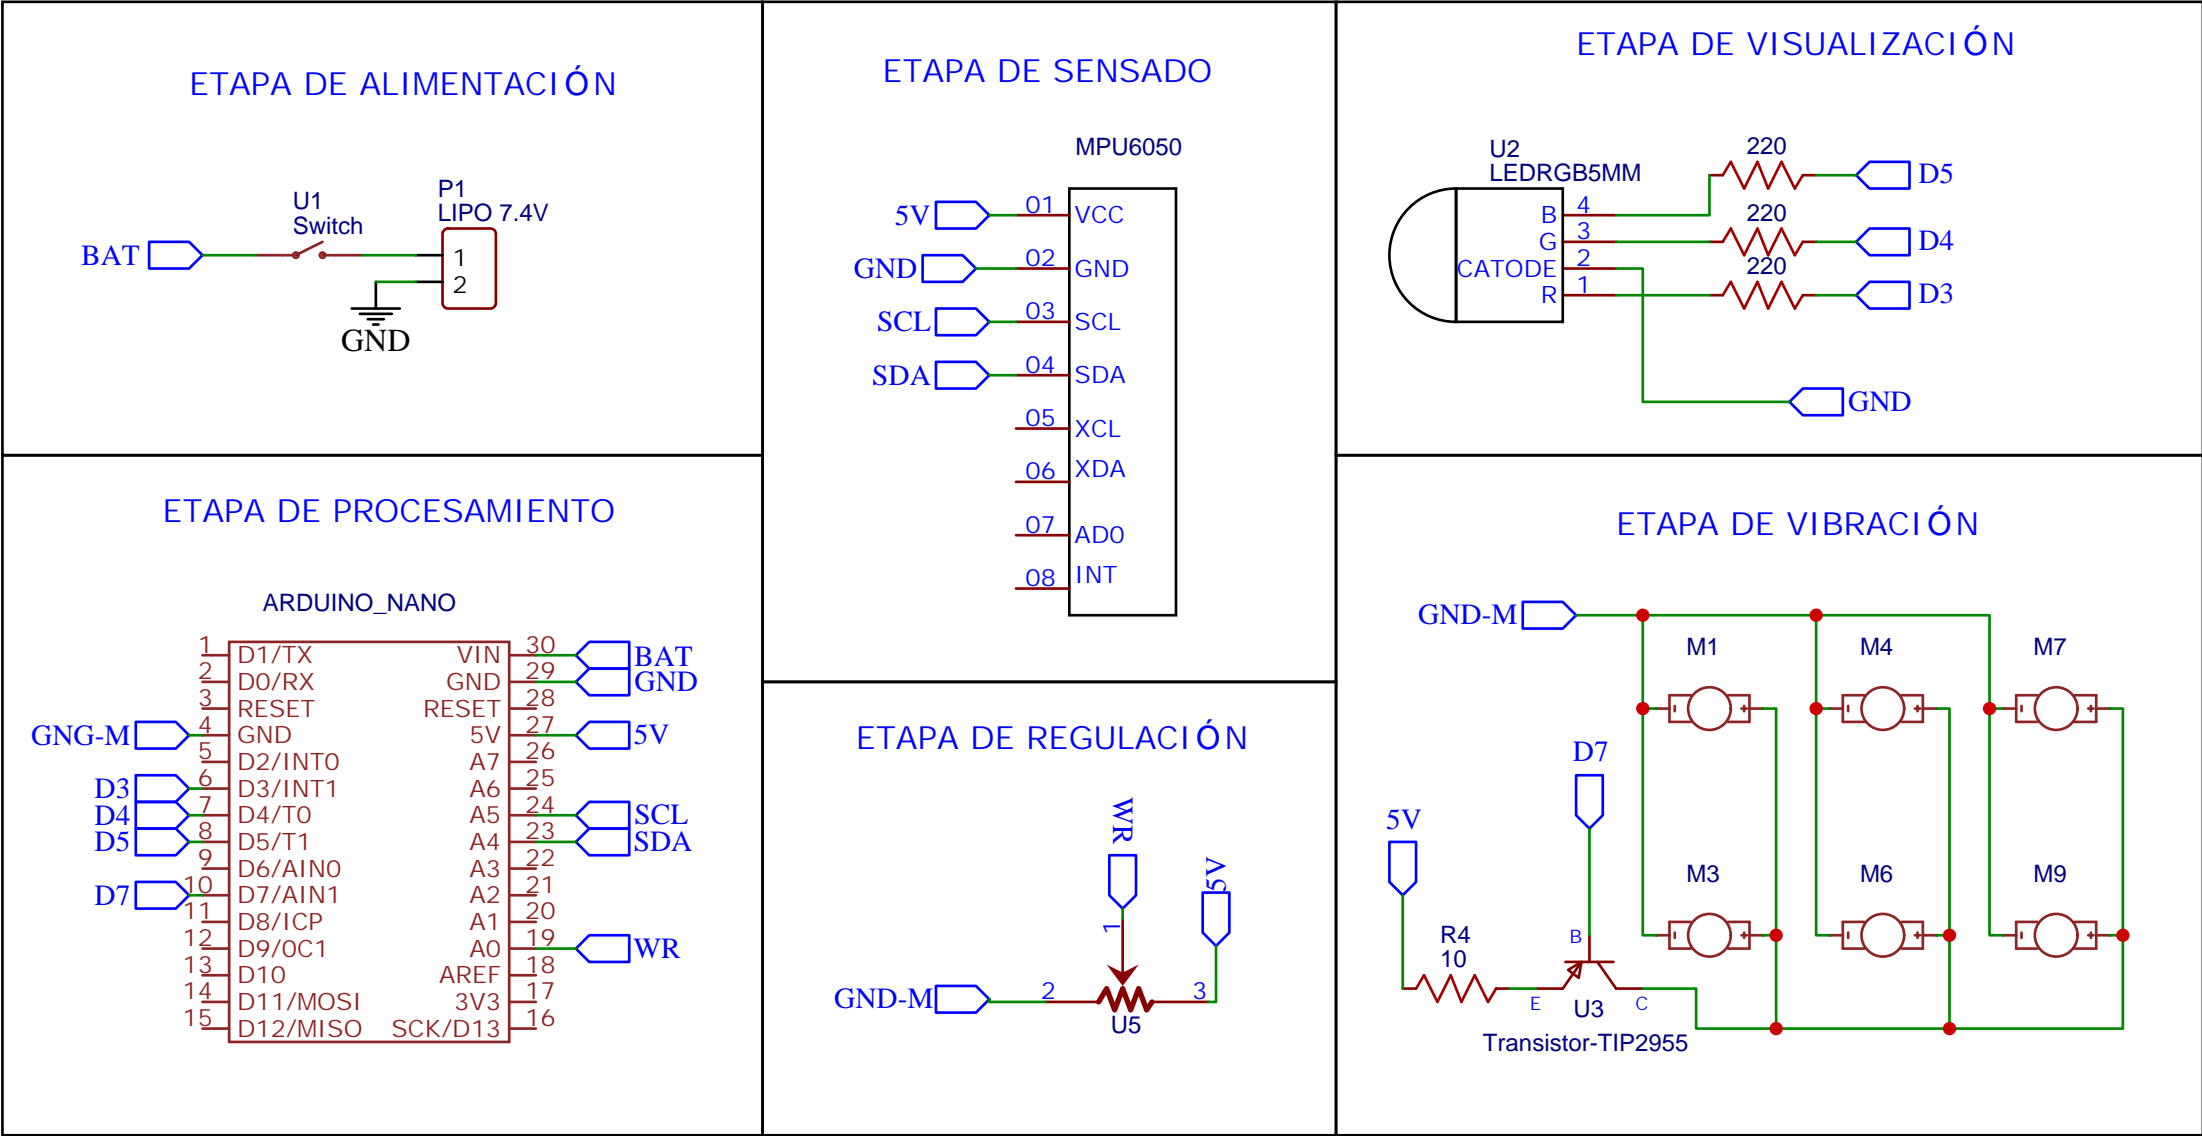 ETAPA DE ALIMENTACIÓN
U1
Switch
P1
LIPO 7.4V
BAT
1
2
GND
ETAPA DE SENSADO
MPU6050
5V 01 VCC
GND 02 GND
SCL 03 SCL
SDA 04 SDA
05 XCL
06 XDA
07 AD0
08 INT
ETAPA DE VISUALIZACIÓN
U2
LEDRGB5MM
B 4 220 D5
G 3 220 D4
CATODE 2
R 1 220 D3
GND
ETAPA DE PROCESAMIENTO
ARDUINO_NANO
1 D1/TX VIN 30 BAT
2 D0/RX GND 29 GND
3 RESET RESET 28
GNG-M 4 GND 5V 27 5V
5 D2/INT0 A7 26
D3 6 D3/INT1 A6 25
D4 7 D4/T0 A5 24 SCL
D5 8 D5/T1 A4 23 SDA
9 D6/AIN0 A3 22
D7 10 D7/AIN1 A2 21
11 D8/ICP A1 20
12 D9/OC1 A0 19 WR
13 D10 AREF 18
14 D11/MOSI 3V3 17
15 D12/MISO SCK/D13 16
ETAPA DE REGULACIÓN
WR
5V
1
GND-M 2 3
U5
ETAPA DE VIBRACIÓN
GND-M
M1 M4 M7
- + - + - +
D7
5V
M3 M6 M9
- + - + - +
R4
10
B
E
C
U3
Transistor-TIP2955